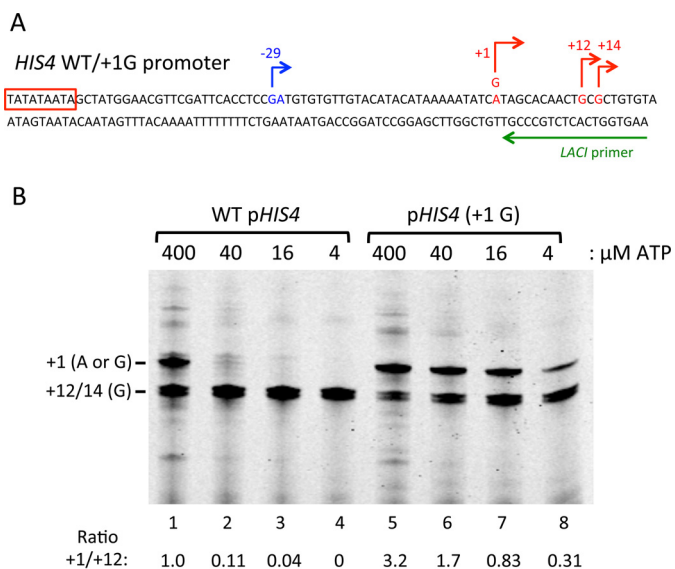 A
HIS4 WT/+1G promoter
-29
+1
+12 +14
G
TATATAATAGCTATGGAACGTTCGATTCACCTCCGATGTGTGTTGTACATACATAAAAATATCATAGCACAACTGCGCTGTGTA
ATAGTAATACAATAGTTTACAAAATTTTTTTTCTGAATAATGACCGGATCCGGAGCTTGGCTGTTGCCCGTCTCACTGGTGAA
LACI primer
B
WT pHIS4 pHIS4 (+1 G)
400 40 16 4 400 40 16 4 : µM ATP
+1 (A or G)
+12/14 (G)
1 2 3 4 5 6 7 8
Ratio
+1/+12: 1.0 0.11 0.04 0 3.2 1.7 0.83 0.31